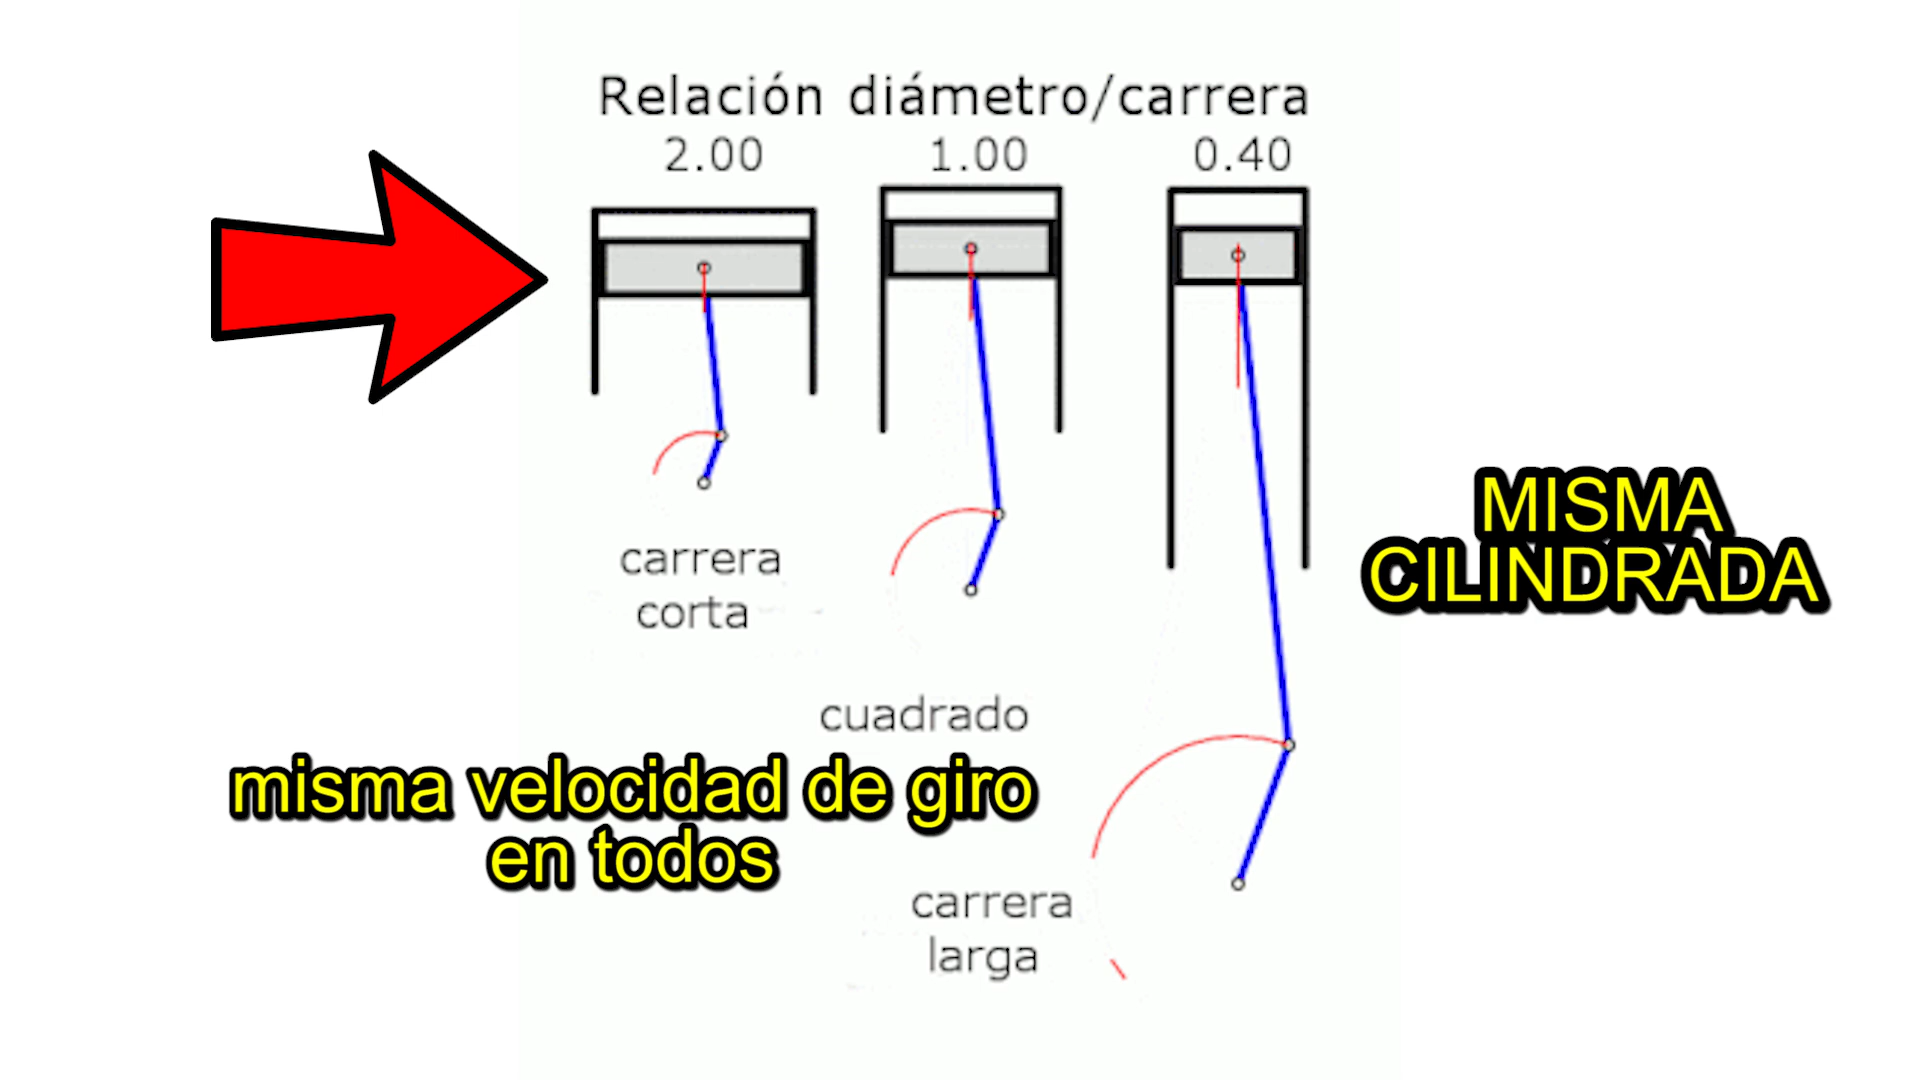 Relación diámetro/carrera
2.00 1.00 0.40
carrera
corta
cuadrado
carrera
larga
MISMA
CILINDRADA
misma velocidad de giro
en todos